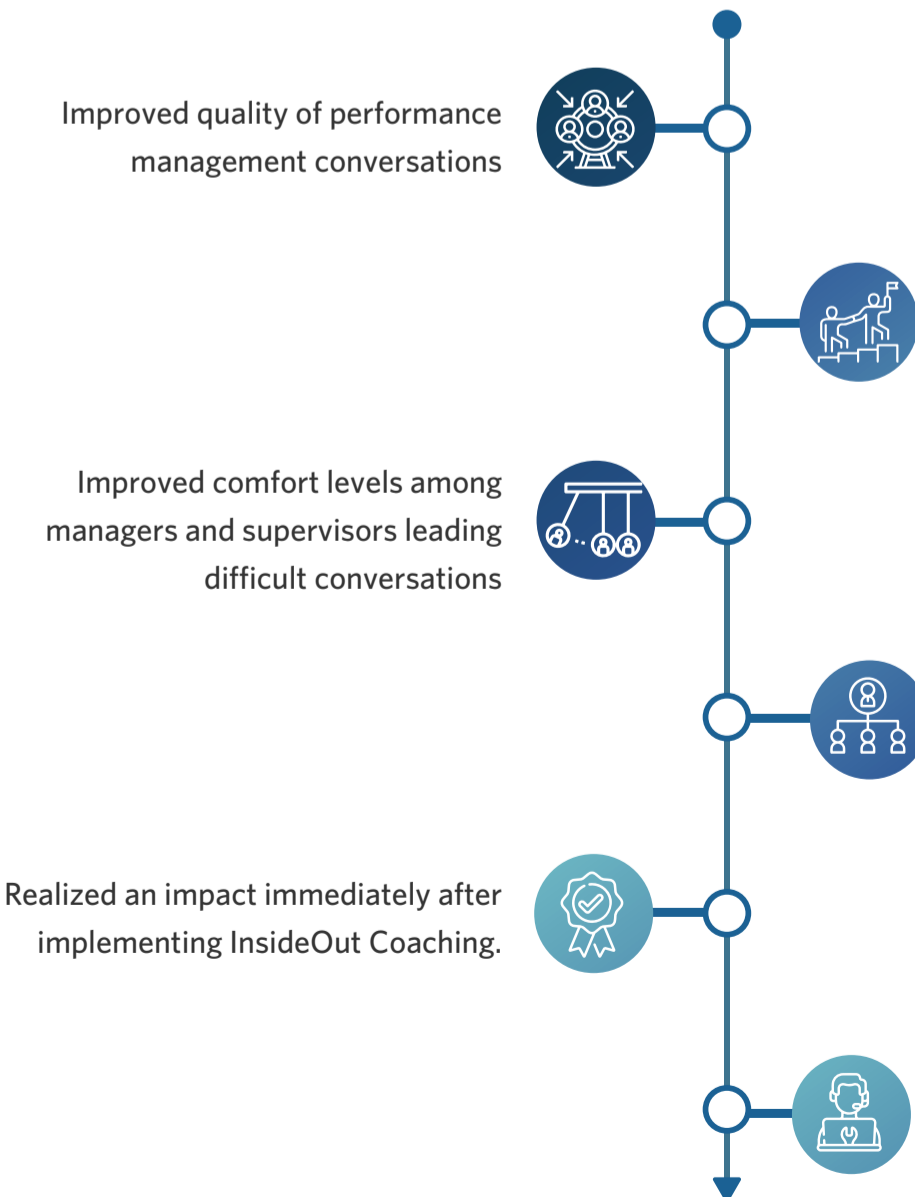 Improved quality of performance
management conversations
Improved comfort levels among
managers and supervisors leading
difficult conversations
Realized an impact immediately after
implementing InsideOut Coaching.